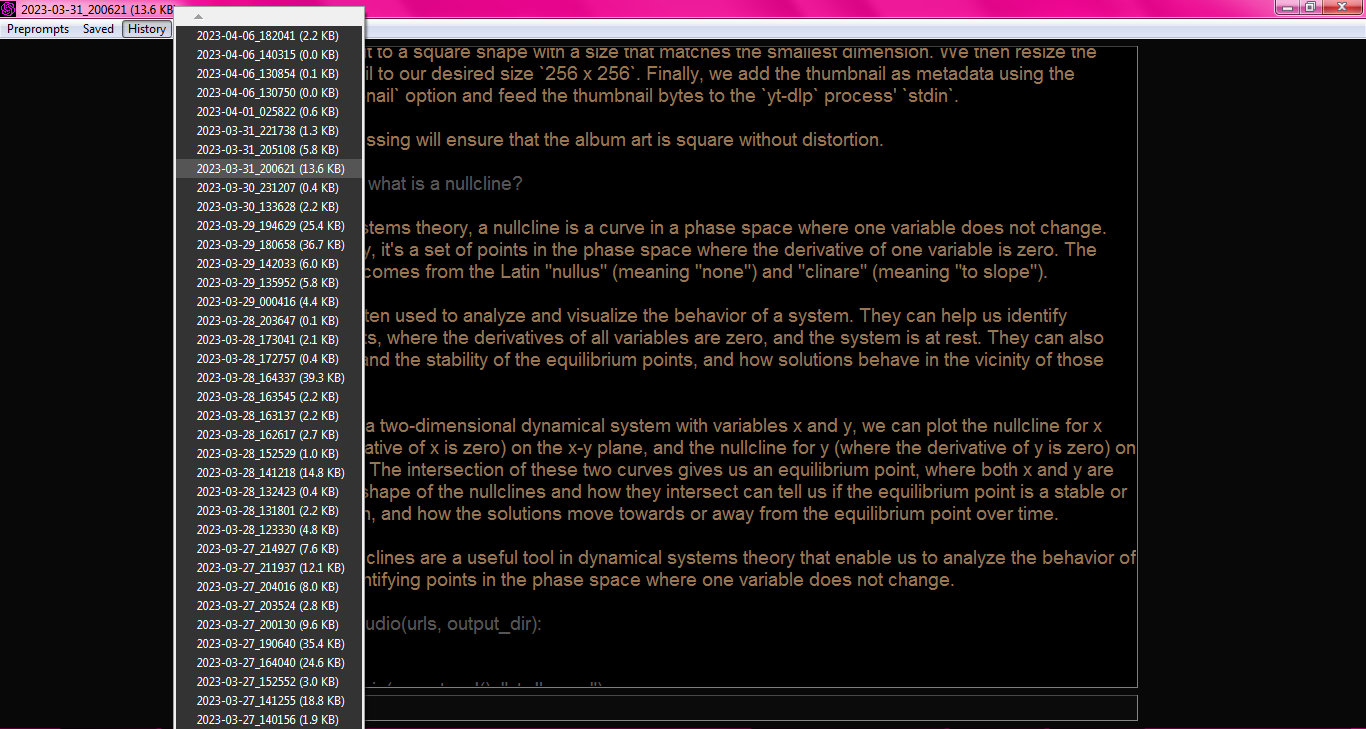 2023-03-31_200621 (13.6 KB
Preprompts Saved History
2023-04-06_182041 (2.2 KB)
2023-04-06_140315 (0.0 KB)
2023-04-06_130854 (0.1 KB)
2023-04-06_130750 (0.0 KB)
2023-04-01_025822 (0.6 KB)
2023-03-31_221738 (1.3 KB)
2023-03-31_205108 (5.8 KB)
2023-03-31_200621 (13.6 KB)
2023-03-30_231207 (0.4 KB)
2023-03-30_133628 (2.2 KB)
2023-03-29_194629 (25.4 KB)
2023-03-29_180658 (36.7 KB)
2023-03-29_142033 (6.0 KB)
2023-03-29_135952 (5.8 KB)
2023-03-29_000416 (4.4 KB)
2023-03-28_203647 (0.1 KB)
2023-03-28_173041 (2.1 KB)
2023-03-28_172757 (0.4 KB)
2023-03-28_164337 (39.3 KB)
2023-03-28_163545 (2.2 KB)
2023-03-28_163137 (2.2 KB)
2023-03-28_162617 (2.7 KB)
2023-03-28_152529 (1.0 KB)
2023-03-28_141218 (14.8 KB)
2023-03-28_132423 (0.4 KB)
2023-03-28_131801 (2.2 KB)
2023-03-28_123330 (4.8 KB)
2023-03-27_214927 (7.6 KB)
2023-03-27_211937 (12.1 KB)
2023-03-27_204016 (8.0 KB)
2023-03-27_203524 (2.8 KB)
2023-03-27_200130 (9.6 KB)
2023-03-27_190640 (35.4 KB)
2023-03-27_164040 (24.6 KB)
2023-03-27_152552 (3.0 KB)
2023-03-27_141255 (18.8 KB)
2023-03-27_140156 (1.9 KB)
t to a square shape with a size that matches the smallest dimension. We then resize the
il to our desired size `256 x 256`. Finally, we add the thumbnail as metadata using the
nail` option and feed the thumbnail bytes to the `yt-dlp` process' `stdin`.
ssing will ensure that the album art is square without distortion.
what is a nullcline?
stems theory, a nullcline is a curve in a phase space where one variable does not change.
y, it's a set of points in the phase space where the derivative of one variable is zero. The
comes from the Latin "nullus" (meaning "none") and "clinare" (meaning "to slope").
ten used to analyze and visualize the behavior of a system. They can help us identify
ts, where the derivatives of all variables are zero, and the system is at rest. They can also
and the stability of the equilibrium points, and how solutions behave in the vicinity of those
a two-dimensional dynamical system with variables x and y, we can plot the nullcline for x
ative of x is zero) on the x-y plane, and the nullcline for y (where the derivative of y is zero) on
The intersection of these two curves gives us an equilibrium point, where both x and y are
shape of the nullclines and how they intersect can tell us if the equilibrium point is a stable or
n, and how the solutions move towards or away from the equilibrium point over time.
clines are a useful tool in dynamical systems theory that enable us to analyze the behavior of
ntifying points in the phase space where one variable does not change.
udio(urls, output_dir):